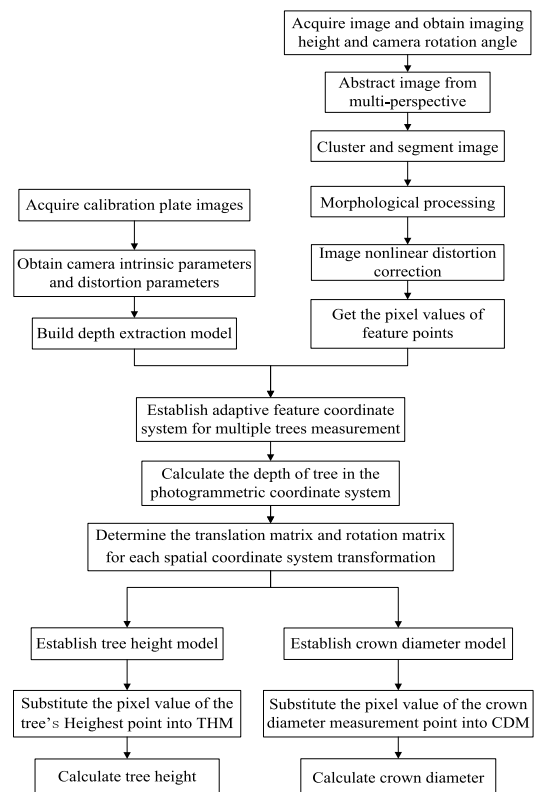 Acquire image and obtain imaging
height and camera rotation angle
Abstract image from
multi-perspective
Cluster and segment image
Morphological processing
Image nonlinear distortion
correction
Get the pixel values of
feature points
Acquire calibration plate images
Obtain camera intrinsic parameters
and distortion parameters
Build depth extraction model
Establish adaptive feature coordinate
system for multiple trees measurement
Calculate the depth of tree in the
photogrammetric coordinate system
Determine the translation matrix and rotation matrix
for each spatial coordinate system transformation
Establish tree height model
Substitute the pixel value of the
tree's Heighest point into THM
Calculate tree height
Establish crown diameter model
Substitute the pixel value of the crown
diameter measurement point into CDM
Calculate crown diameter